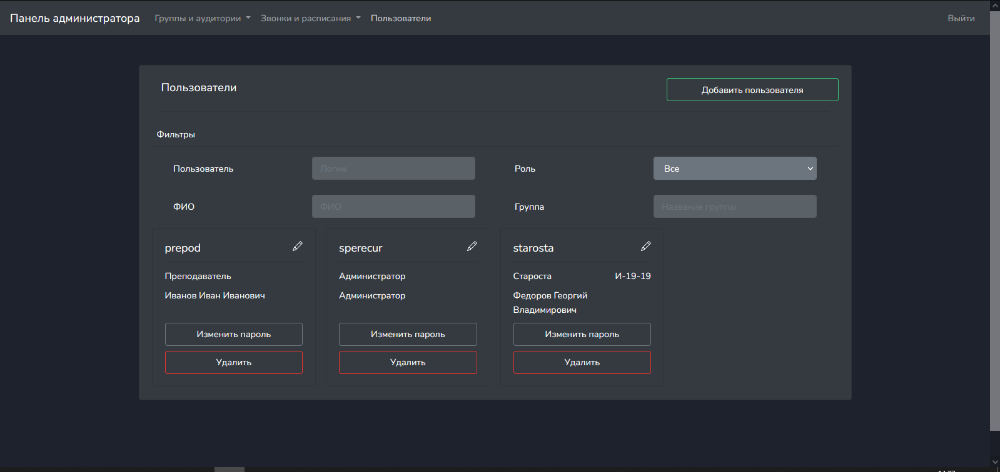 Панель администратора Группы и аудитории Звонки и расписания Пользователи Выйти
Пользователи Добавить пользователя
Фильтры
Пользователь Логин Роль Все
ФИО ФИО Группа Название группы
prepod sperecur starosta
Преподаватель Администратор Староста И-19-19
Иванов Иван Иванович Администратор Федоров Георгий
Владимирович
Изменить пароль Изменить пароль Изменить пароль
Удалить Удалить Удалить